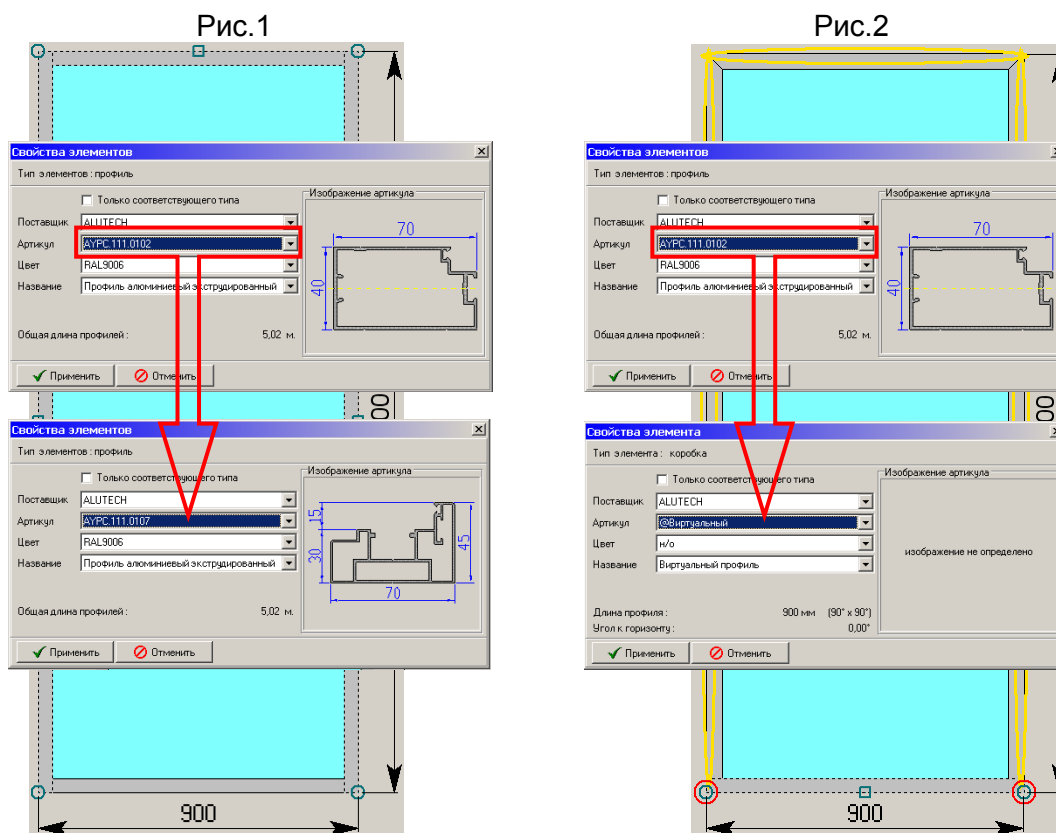 Рис.1
Свойства элементов
Тип элементов : профиль
Только соответствующего типа
Изображение артикула
Поставщик ALUTECH
Артикул AYPC.111.0102
Цвет RAL9006
Название Профиль алюминиевый экструдированный
70
40
Общая длина профилей : 5,02 м.
Применить Отменить
Свойства элементов
Тип элементов : профиль
Только соответствующего типа
Изображение артикула
Поставщик ALUTECH
Артикул AYPC.111.0107
Цвет RAL9006
Название Профиль алюминиевый экструдированный
15
30
45
70
Общая длина профилей : 5,02 м.
Применить Отменить
900
Рис.2
Свойства элементов
Тип элементов : профиль
Только соответствующего типа
Изображение артикула
Поставщик ALUTECH
Артикул AYPC.111.0102
Цвет RAL9006
Название Профиль алюминиевый экструдированный
70
40
Общая длина профилей : 5,02 м.
Применить Отменить
Свойства элемента
Тип элемента : коробка
Только соответствующего типа
Изображение артикула
Поставщик ALUTECH
Артикул @Виртуальный
Цвет н/о
Название Виртуальный профиль
изображение не определено
Длина профиля : 900 мм (90° x 90°)
Угол к горизонту : 0,00°
Применить Отменить
900